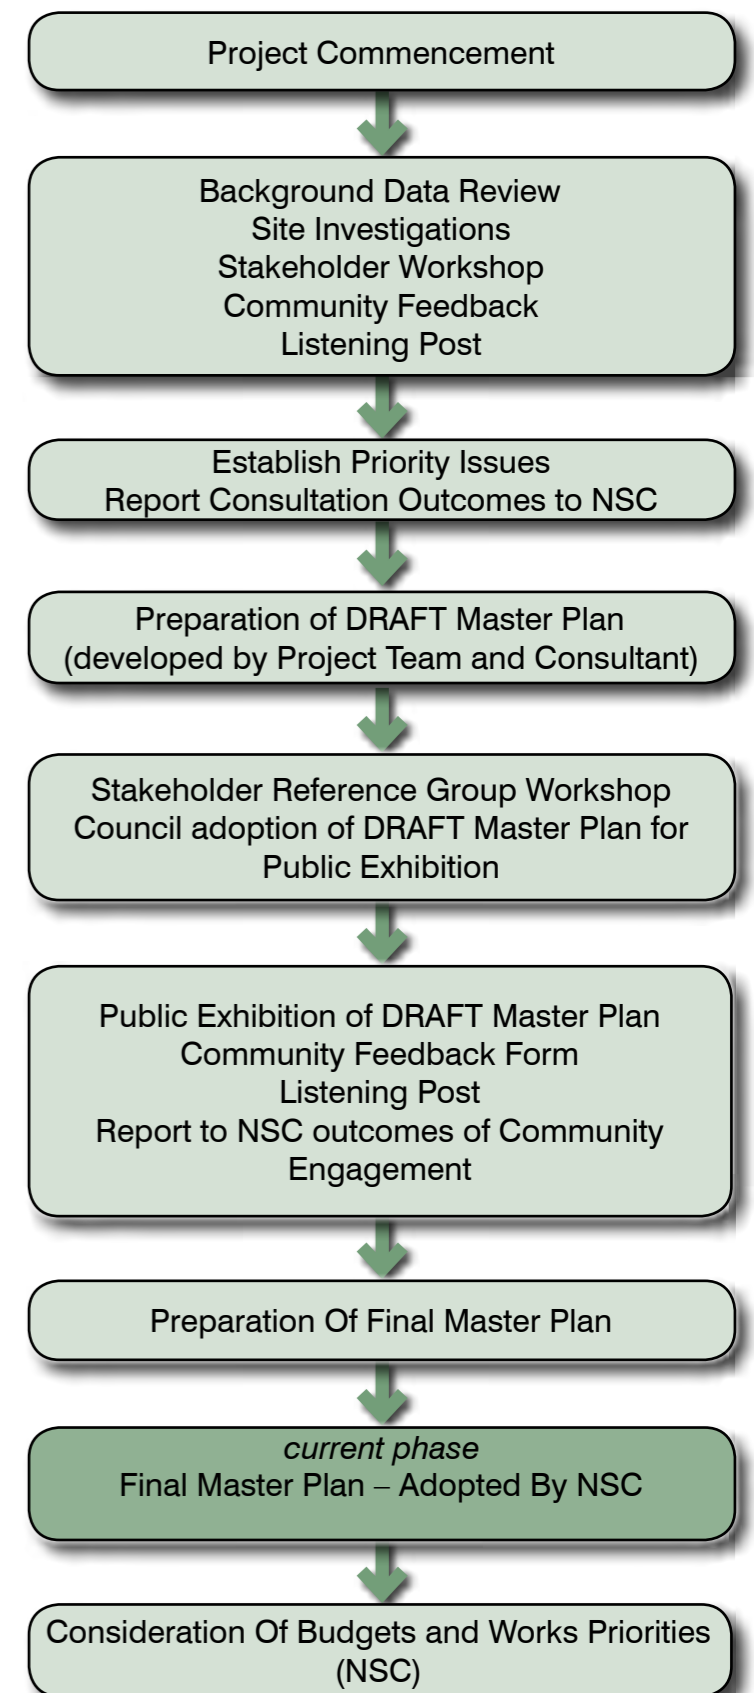 Project Commencement
Background Data Review
Site Investigations
Stakeholder Workshop
Community Feedback
Listening Post
Establish Priority Issues
Report Consultation Outcomes to NSC
Preparation of DRAFT Master Plan
(developed by Project Team and Consultant)
Stakeholder Reference Group Workshop
Council adoption of DRAFT Master Plan for
Public Exhibition
Public Exhibition of DRAFT Master Plan
Community Feedback Form
Listening Post
Report to NSC outcomes of Community
Engagement
Preparation Of Final Master Plan
current phase
Final Master Plan – Adopted By NSC
Consideration Of Budgets and Works Priorities
(NSC)